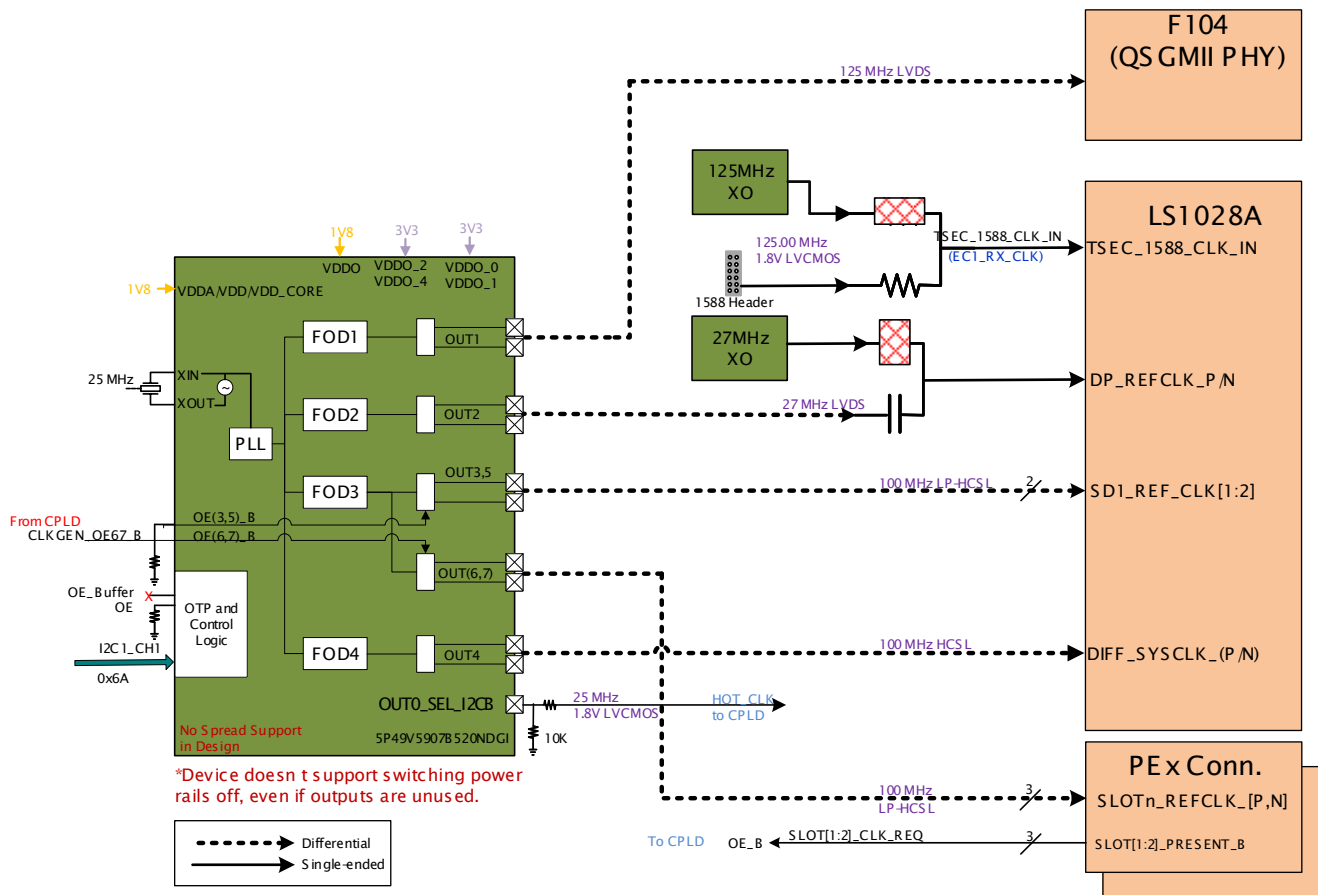 F104
(QSGMII PHY)
125 MHz LVDS
125MHz
XO
LS1028A
TSEC_1588_CLK_IN
(EC1_RX_CLK)
TSEC_1588_CLK_IN
125.00 MHz
1.8V LVCMOS
1588 Header
1V8
3V3
3V3
VDDO
VDDO_2
VDDO_4
VDDO_0
VDDO_1
1V8
VDDA/VDD/VDD_CORE
FOD1
OUT1
27MHz
XO
25 MHz
XIN
XOUT
DP_REFCLK_P/N
FOD2
OUT2
27 MHz LVDS
PLL
FOD3
OUT3,5
100 MHz LP-HCSL
2
SD1_REF_CLK[1:2]
From CPLD
CLKGEN_OE67_B
OE(3,5)_B
OE(6,7)_B
OUT(6,7)
OE_Buffer
OE
OTP and
Control
Logic
I2C1_CH1
0x6A
FOD4
OUT4
100 MHz HCSL
DIFF_SYSCLK_(P/N)
OUT0_SEL_I2CB
25 MHz
1.8V LVCMOS
HOT_CLK
to CPLD
No Spread Support
in Design
5P49V5907B520NDGI
10K
*Device doesn t support switching power
rails off, even if outputs are unused.
PEx Conn.
100 MHz
LP-HCSL
3
SLOTn_REFCLK_[P,N]
To CPLD
OE_B
SLOT[1:2]_CLK_REQ
3
SLOT[1:2]_PRESENT_B
Differential
Single-ended